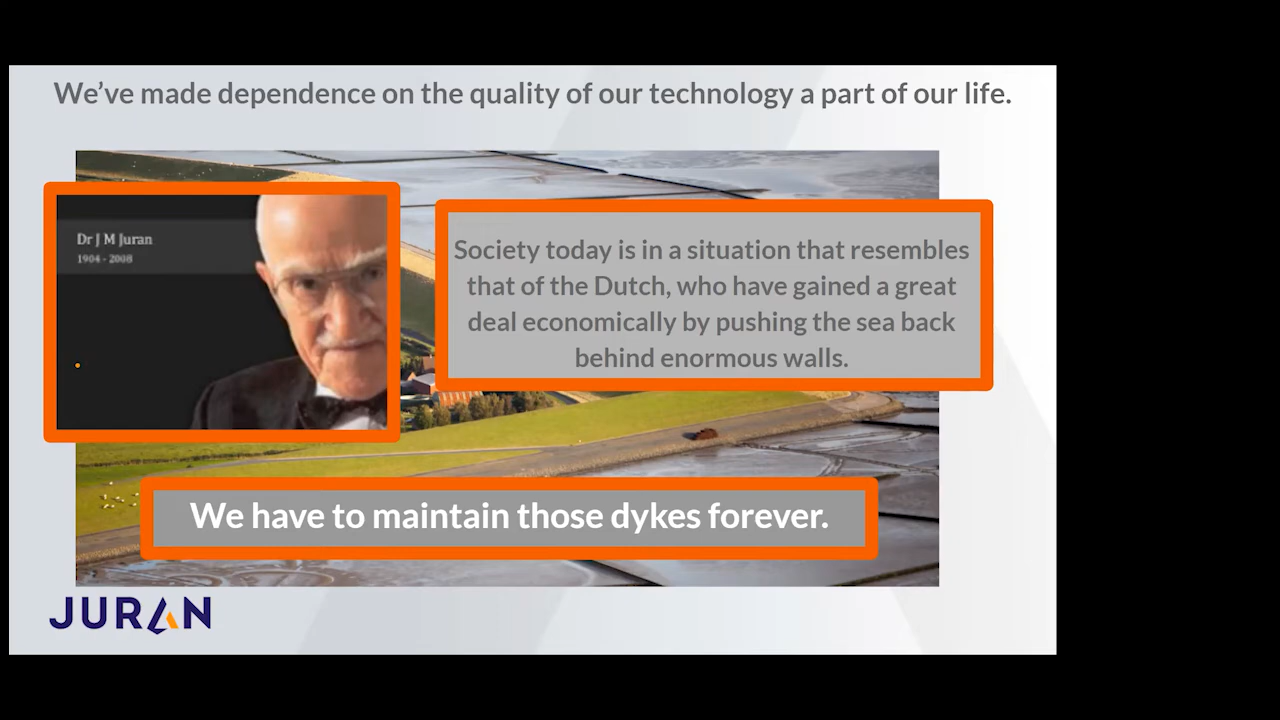 We’ve made dependence on the quality of our technology a part of our life.
Dr J M Juran
1904 - 2008
Society today is in a situation that resembles
that of the Dutch, who have gained a great
deal economically by pushing the sea back
behind enormous walls.
We have to maintain those dykes forever.
JURAN